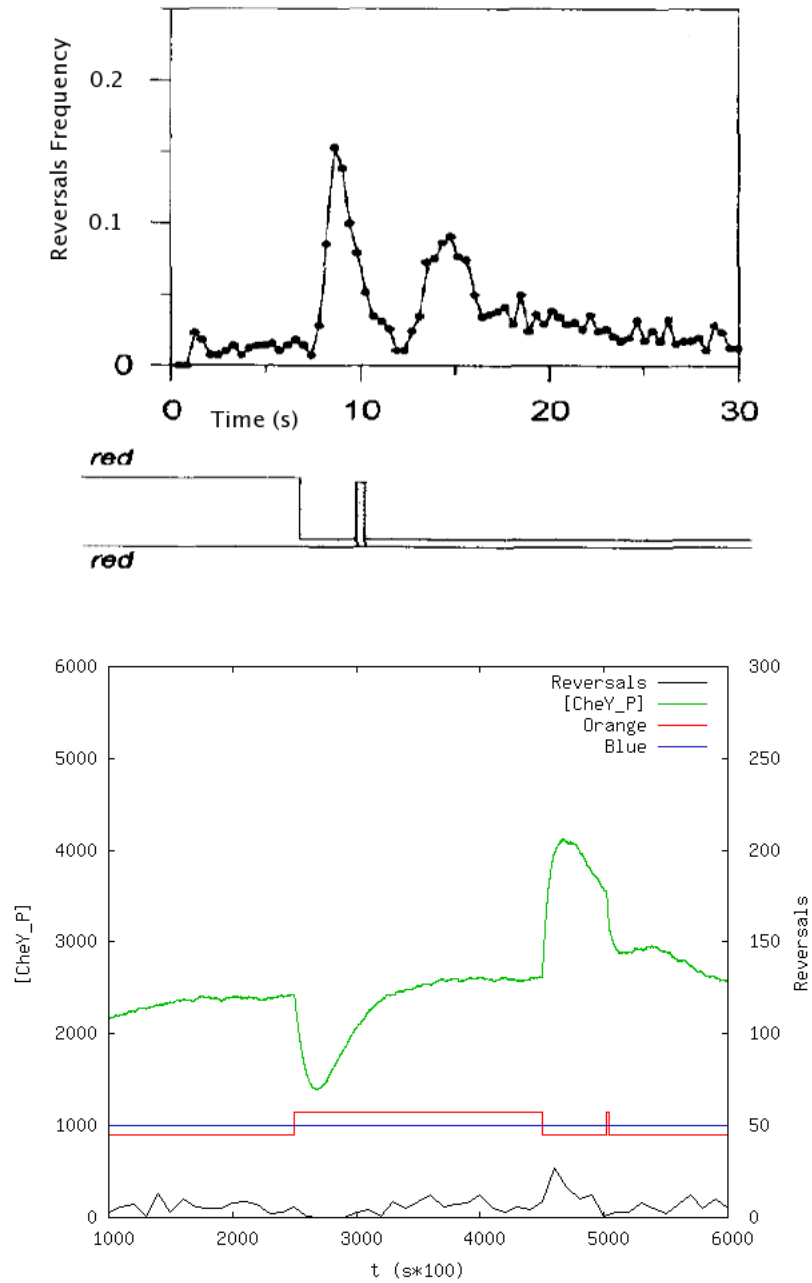 Reversals Frequency
0.2
0.1
0
0 10 20 30
Time (s)
red
red
6000 300
Reversals
[CheY_P]
Orange
Blue
5000 250
4000 200
[CheY_P]
Reversals
3000 150
2000 100
1000 50
0 0
1000 2000 3000 4000 5000 6000
t (s*100)